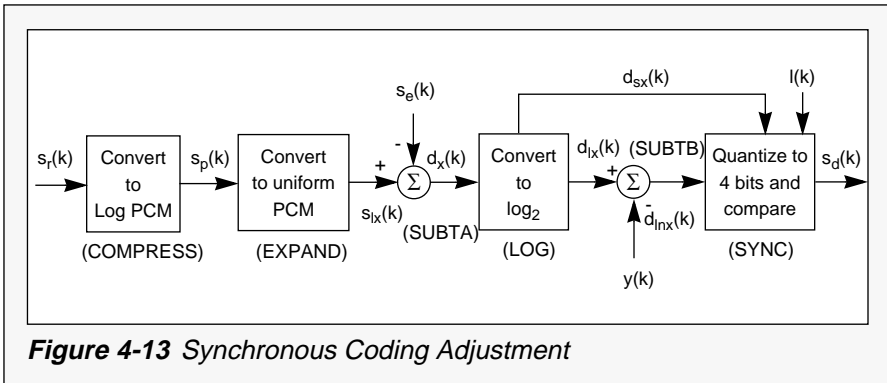 d_sx(k)
I(k)
s_e(k)
-
s_r(k)
Convert
to
Log PCM
s_p(k)
Convert
to uniform
PCM
+
s_lx(k)
Σ
d_x(k)
Convert
to
log_2
d_lx(k)
+
(SUBTB)
Σ
-
d_lnx(k)
Quantize to
4 bits and
compare
s_d(k)
(COMPRESS)
(EXPAND)
(SUBTA)
(LOG)
y(k)
(SYNC)
Figure 4-13 Synchronous Coding Adjustment